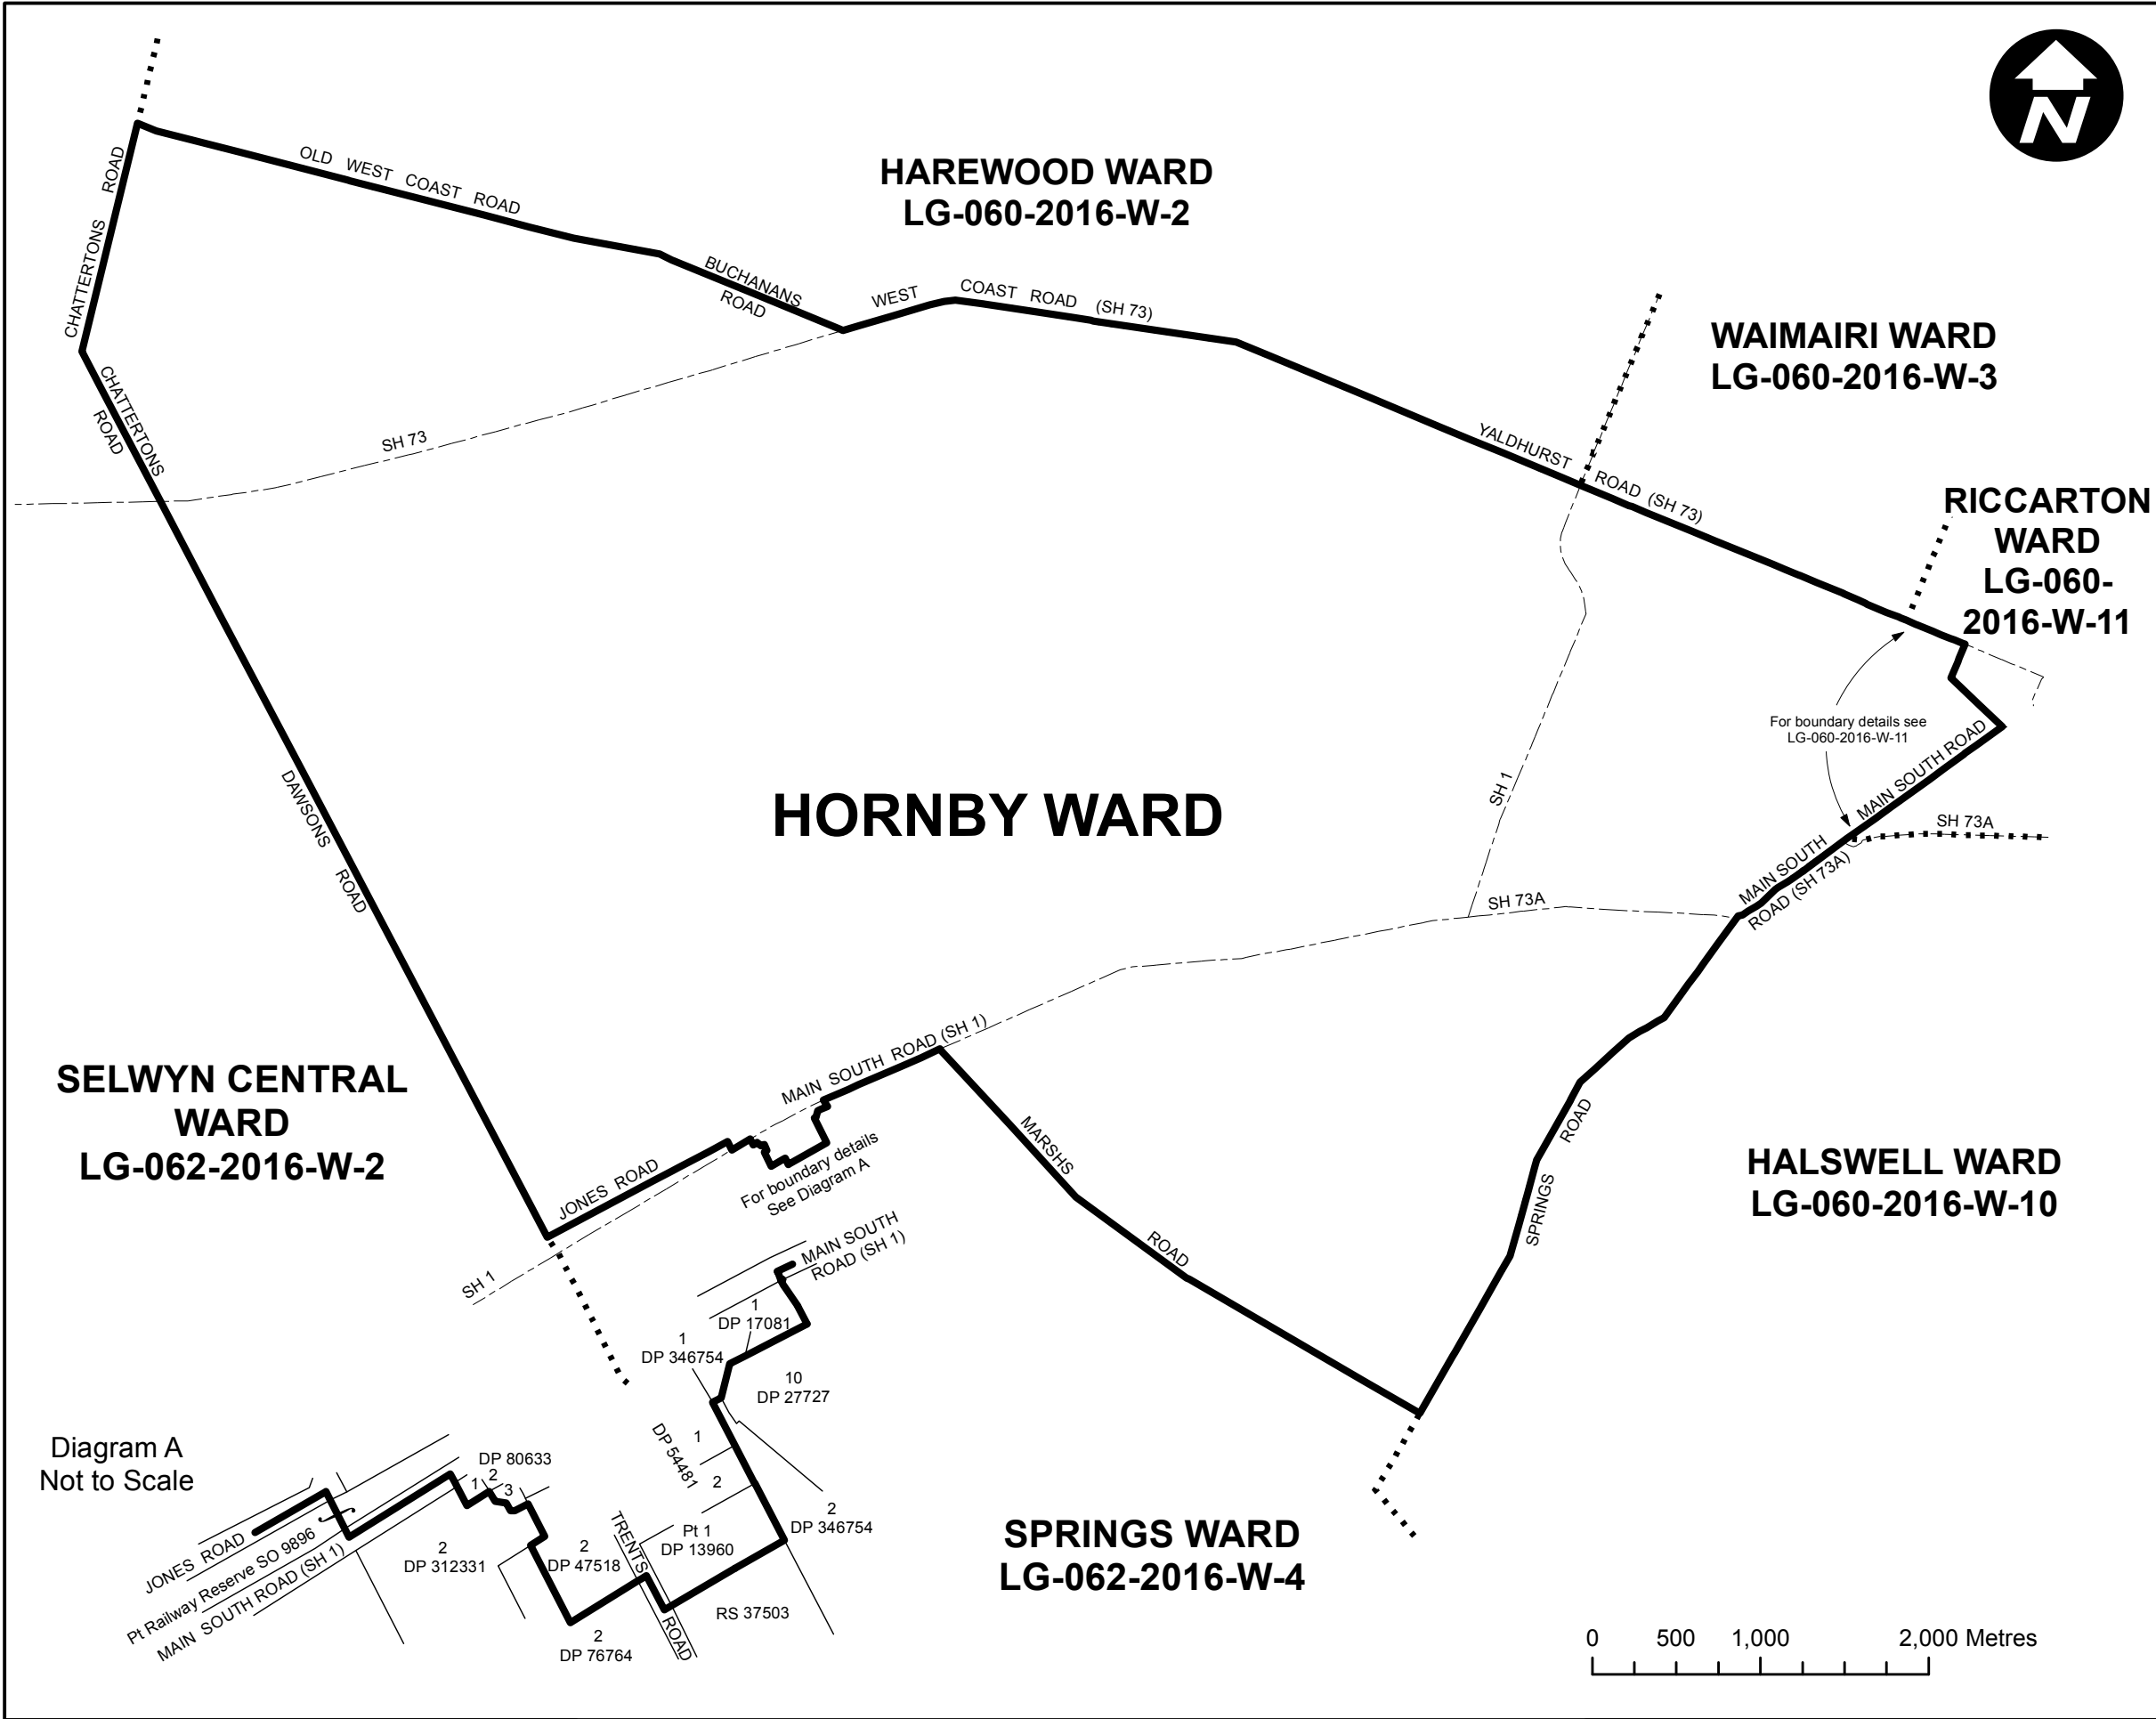 N
HAREWOOD WARD
LG-060-2016-W-2
OLD WEST COAST ROAD
CHATTERTONS ROAD
BUCHANANS
ROAD
WEST COAST ROAD (SH 73)
WAIMAIRI WARD
LG-060-2016-W-3
CHATTERTONS
ROAD
SH 73
YALDHURST ROAD (SH 73)
RICCARTON
WARD
LG-060-
2016-W-11
For boundary details see
LG-060-2016-W-11
DAWSONS ROAD
HORNBY WARD
SH 1
MAIN SOUTH ROAD
SH 73A
MAIN SOUTH
ROAD (SH 73A)
SH 73A
MAIN SOUTH ROAD (SH 1)
SELWYN CENTRAL
WARD
LG-062-2016-W-2
JONES ROAD
For boundary details
See Diagram A
MARSHS ROAD
SPRINGS ROAD
HALSWELL WARD
LG-060-2016-W-10
SH 1
MAIN SOUTH
ROAD (SH 1)
1
DP 17081
1
DP 346754
10
DP 27727
Diagram A
Not to Scale
DP 80633
1
2
3
1
DP 54481
2
2
DP 346754
JONES ROAD
Pt Railway Reserve SO 9896
MAIN SOUTH ROAD (SH 1)
2
DP 312331
2
DP 47518
TRENTS ROAD
Pt 1
DP 13960
RS 37503
2
DP 76764
SPRINGS WARD
LG-062-2016-W-4
0 500 1,000 2,000 Metres